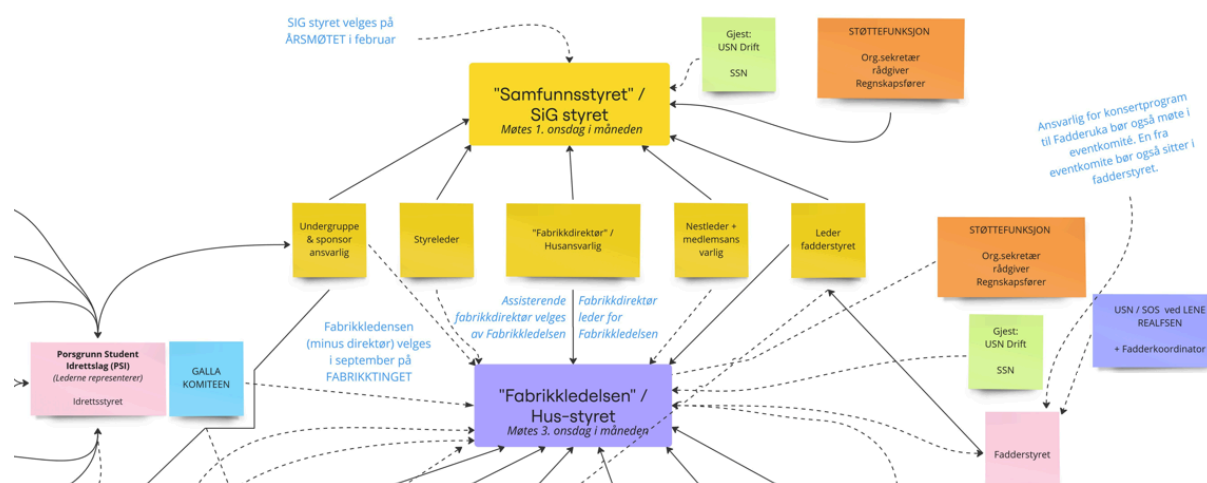 SIG styret velges på
ÅRSMØTET i februar
Gjest:
USN Drift
SSN
STØTTEFUNKSJON
Org.sekretær
rådgiver
Regnskapsfører
"Samfunnsstyret" /
SiG styret
Møtes 1. onsdag i måneden
Ansvarlig for konsertprogram
til Fadderuka bør også møte i
eventkomité. En fra
eventkomite bør også sitter i
fadderstyret.
Undergruppe
& sponsor
ansvarlig
Styreleder
"Fabrikkdirektør" /
Husansvarlig
Nestleder +
medlemsans
varlig
Leder
fadderstyret
STØTTEFUNKSJON
Org.sekretær
rådgiver
Regnskapsfører
Assisterende
fabrikkdirektør velges
av Fabrikkledelsen
Fabrikkdirektør
leder for
Fabrikkledelsen
Fabrikkledensen
(minus direktør) velges
i september på
FABRIKKTINGET
USN / SOS ved LENE
REALFSEN
+ Fadderkoordinator
Gjest:
USN Drift
SSN
Porsgrunn Student
Idrettslag (PSI)
(Lederne representerer)
Idrettsstyret
GALLA
KOMITEEN
"Fabrikkledelsen" /
Hus-styret
Møtes 3. onsdag i måneden
Fadderstyret